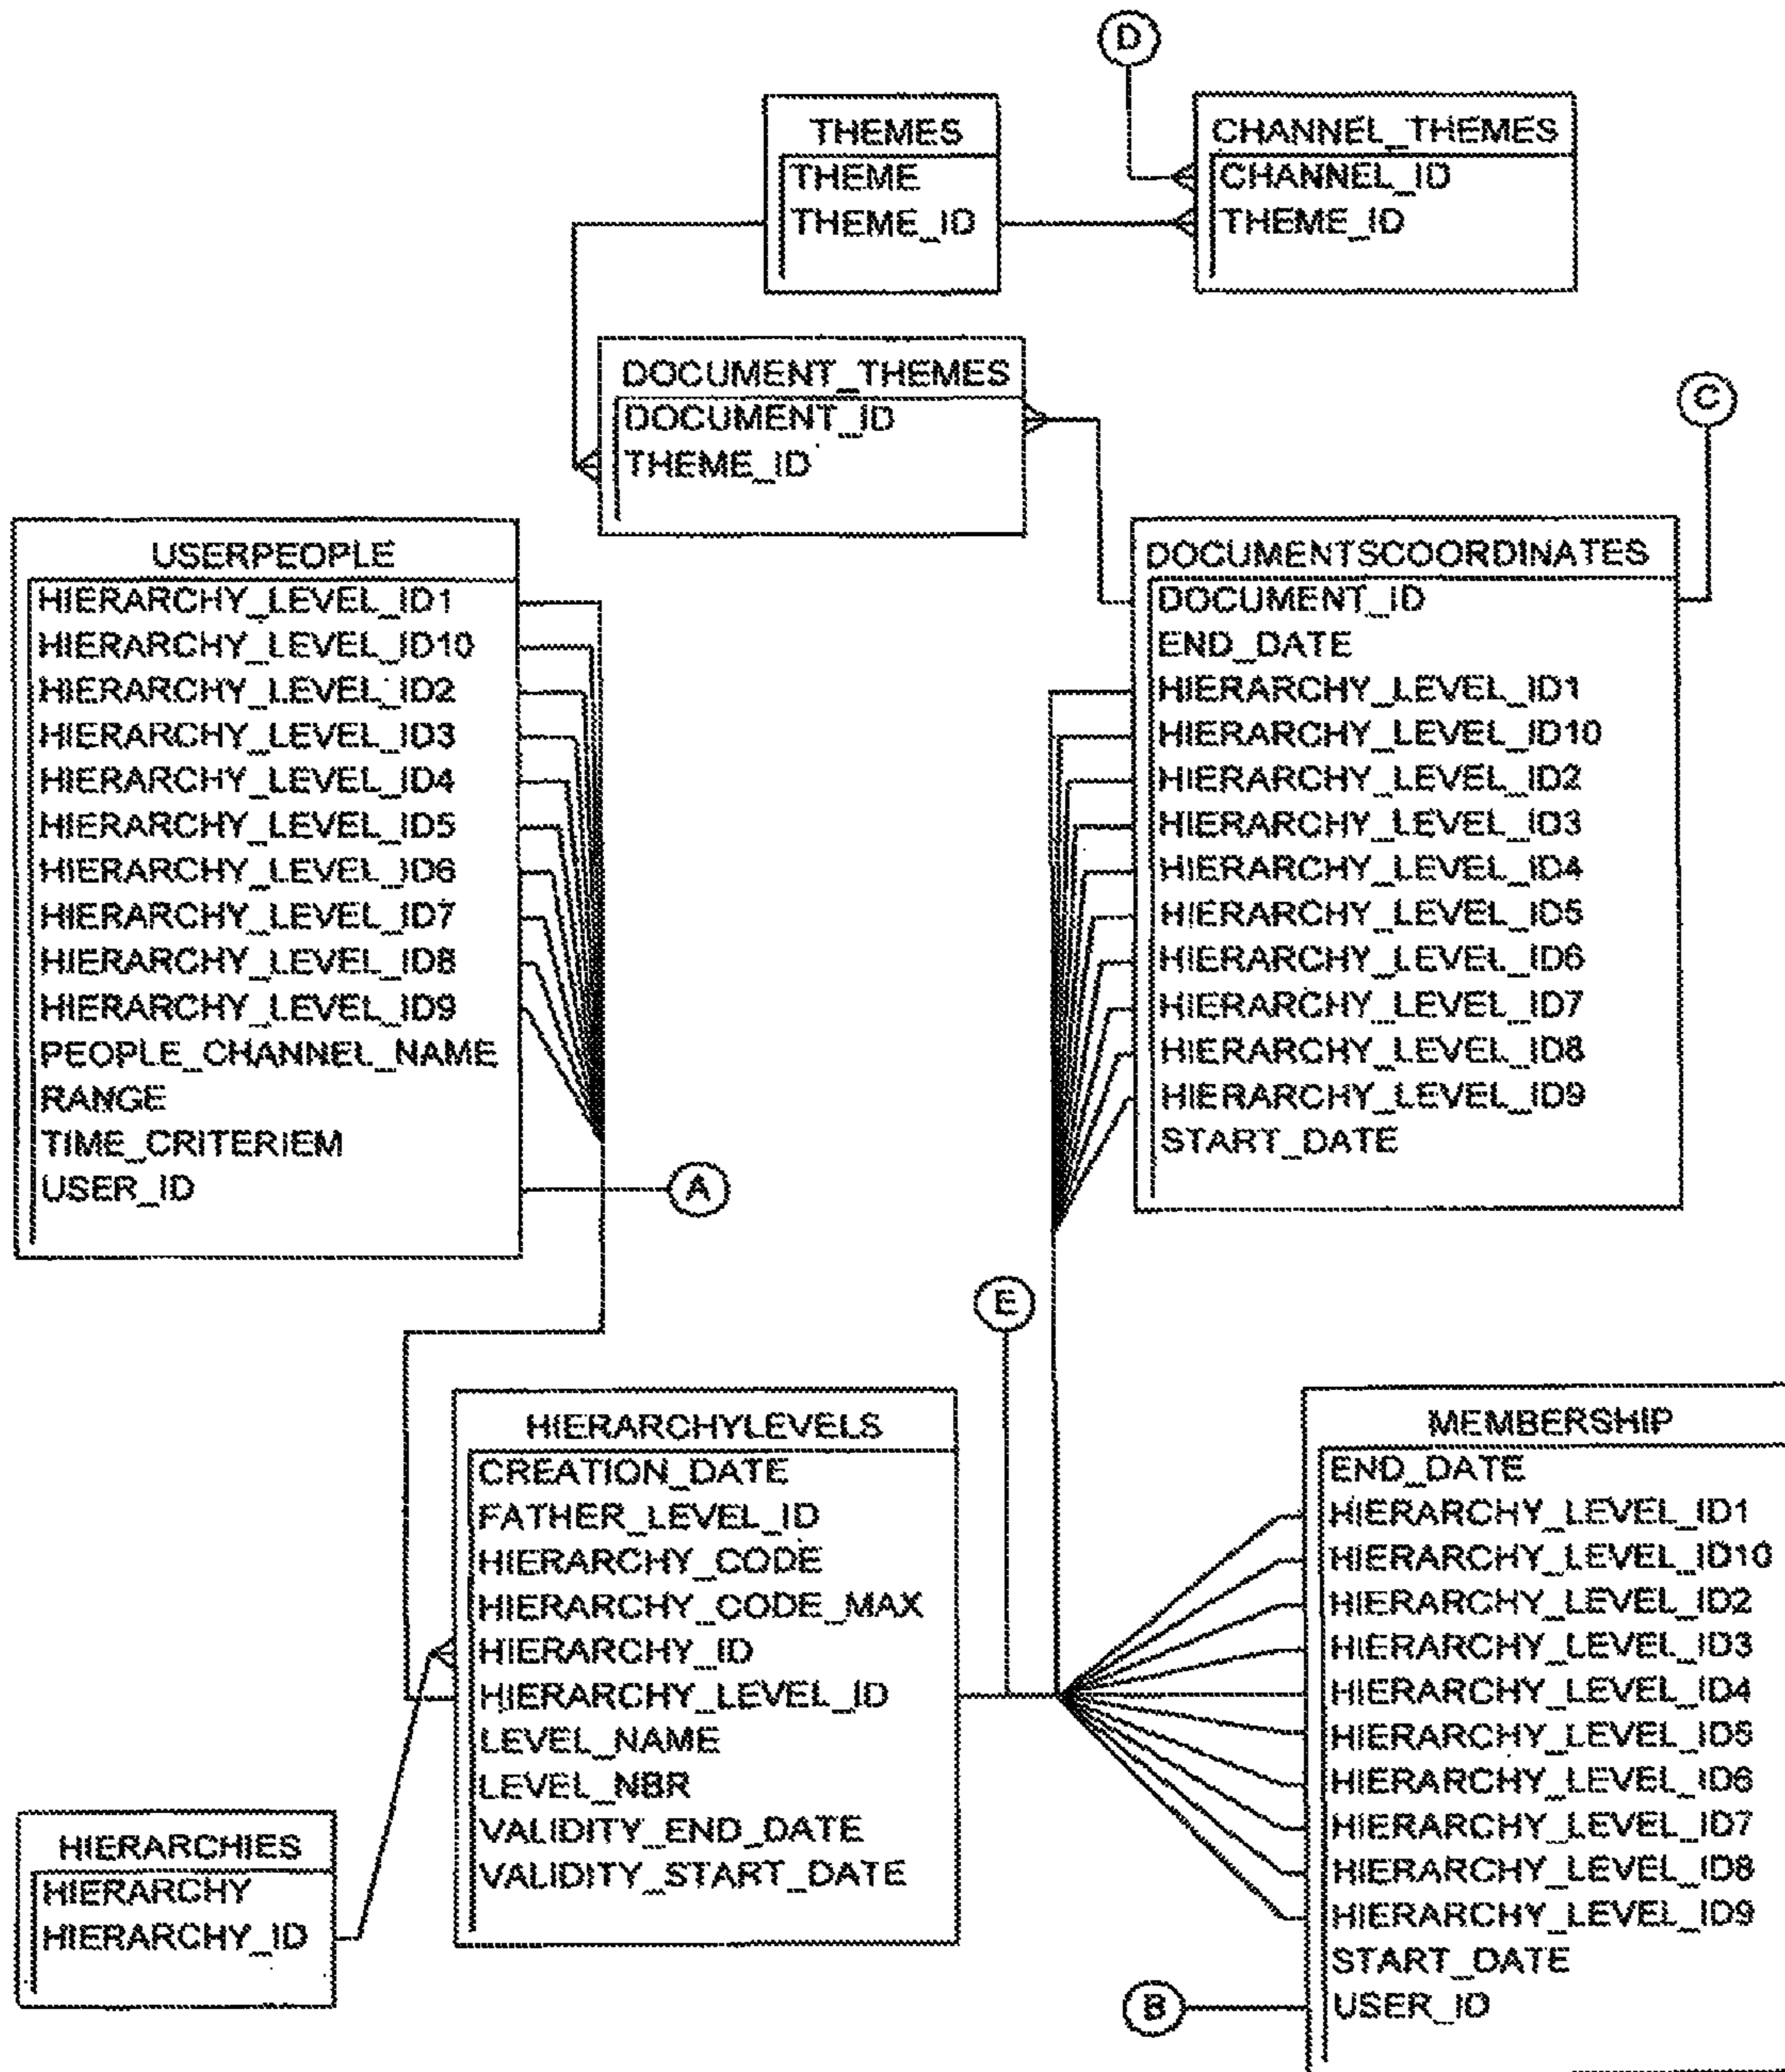 D
THEMES
THEME
THEME_ID
CHANNEL_THEMES
CHANNEL_ID
THEME_ID
DOCUMENT_THEMES
DOCUMENT_ID
THEME_ID
C
USERPEOPLE
HIERARCHY_LEVEL_ID1
HIERARCHY_LEVEL_ID10
HIERARCHY_LEVEL_ID2
HIERARCHY_LEVEL_ID3
HIERARCHY_LEVEL_ID4
HIERARCHY_LEVEL_ID5
HIERARCHY_LEVEL_ID6
HIERARCHY_LEVEL_ID7
HIERARCHY_LEVEL_ID8
HIERARCHY_LEVEL_ID9
PEOPLE_CHANNEL_NAME
RANGE
TIME_CRITERIEM
USER_ID
A
DOCUMENTSCOORDINATES
DOCUMENT_ID
END_DATE
HIERARCHY_LEVEL_ID1
HIERARCHY_LEVEL_ID10
HIERARCHY_LEVEL_ID2
HIERARCHY_LEVEL_ID3
HIERARCHY_LEVEL_ID4
HIERARCHY_LEVEL_ID5
HIERARCHY_LEVEL_ID6
HIERARCHY_LEVEL_ID7
HIERARCHY_LEVEL_ID8
HIERARCHY_LEVEL_ID9
START_DATE
E
HIERARCHYLEVELS
CREATION_DATE
FATHER_LEVEL_ID
HIERARCHY_CODE
HIERARCHY_CODE_MAX
HIERARCHY_ID
HIERARCHY_LEVEL_ID
LEVEL_NAME
LEVEL_NBR
VALIDITY_END_DATE
VALIDITY_START_DATE
HIERARCHIES
HIERARCHY
HIERARCHY_ID
MEMBERSHIP
END_DATE
HIERARCHY_LEVEL_ID1
HIERARCHY_LEVEL_ID10
HIERARCHY_LEVEL_ID2
HIERARCHY_LEVEL_ID3
HIERARCHY_LEVEL_ID4
HIERARCHY_LEVEL_ID5
HIERARCHY_LEVEL_ID6
HIERARCHY_LEVEL_ID7
HIERARCHY_LEVEL_ID8
HIERARCHY_LEVEL_ID9
START_DATE
USER_ID
B